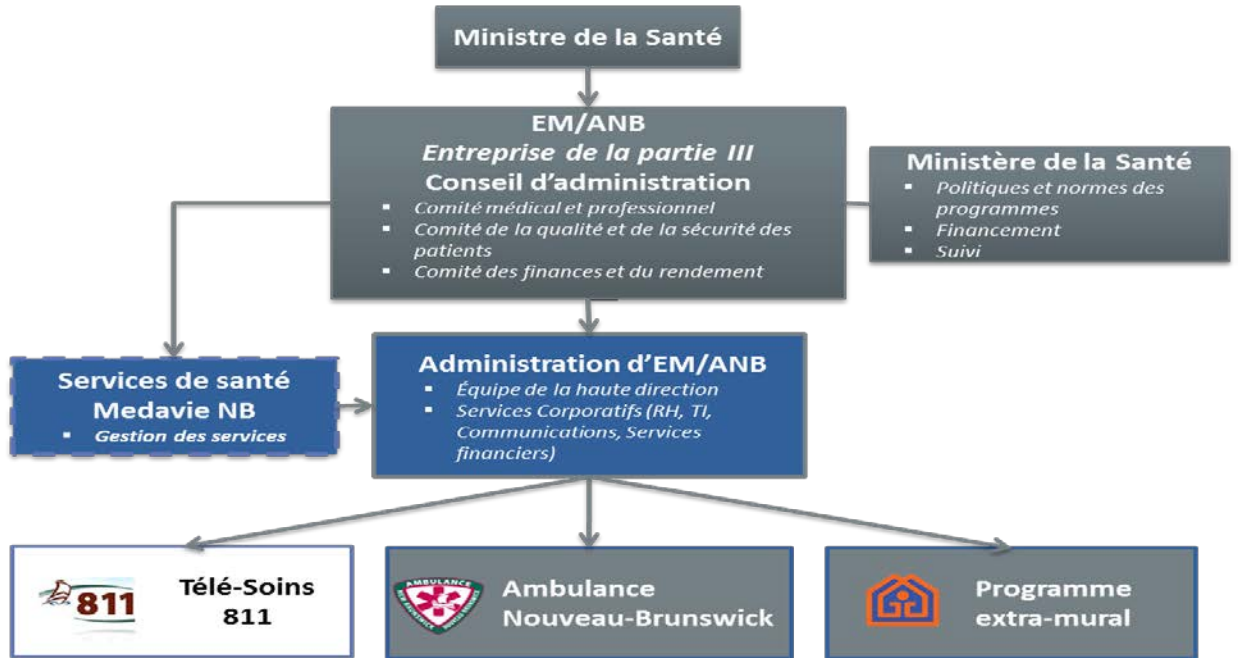 Ministre de la Santé
EM/ANB
Entreprise de la partie III
Conseil d'administration
▪ Comité médical et professionnel
▪ Comité de la qualité et de la sécurité des
patients
▪ Comité des finances et du rendement
Ministère de la Santé
▪ Politiques et normes des
programmes
▪ Financement
▪ Suivi
Services de santé
Medavie NB
▪ Gestion des services
Administration d'EM/ANB
▪ Équipe de la haute direction
▪ Services Corporatifs (RH, TI,
Communications, Services
financiers)
811
Télé-Soins
811
AMBULANCE
Ambulance
Nouveau-Brunswick
Programme
extra-mural